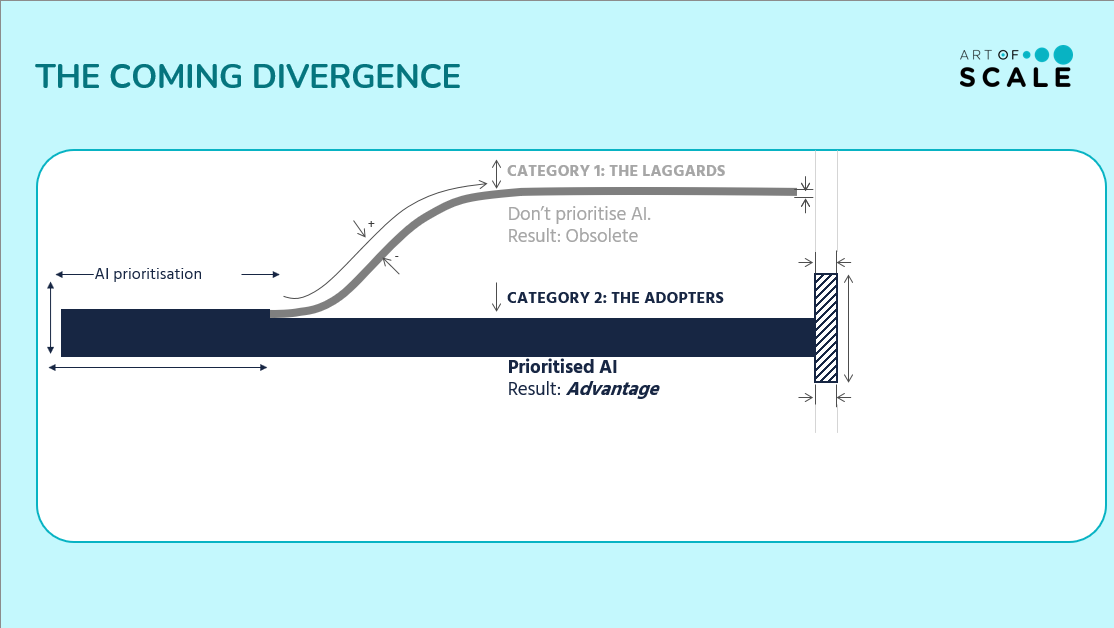 THE COMING DIVERGENCE
ART OF
SCALE
CATEGORY 1: THE LAGGARDS
Don’t prioritise AI.
Result: Obsolete
+
-
AI prioritisation
CATEGORY 2: THE ADOPTERS
Prioritised AI
Result: Advantage